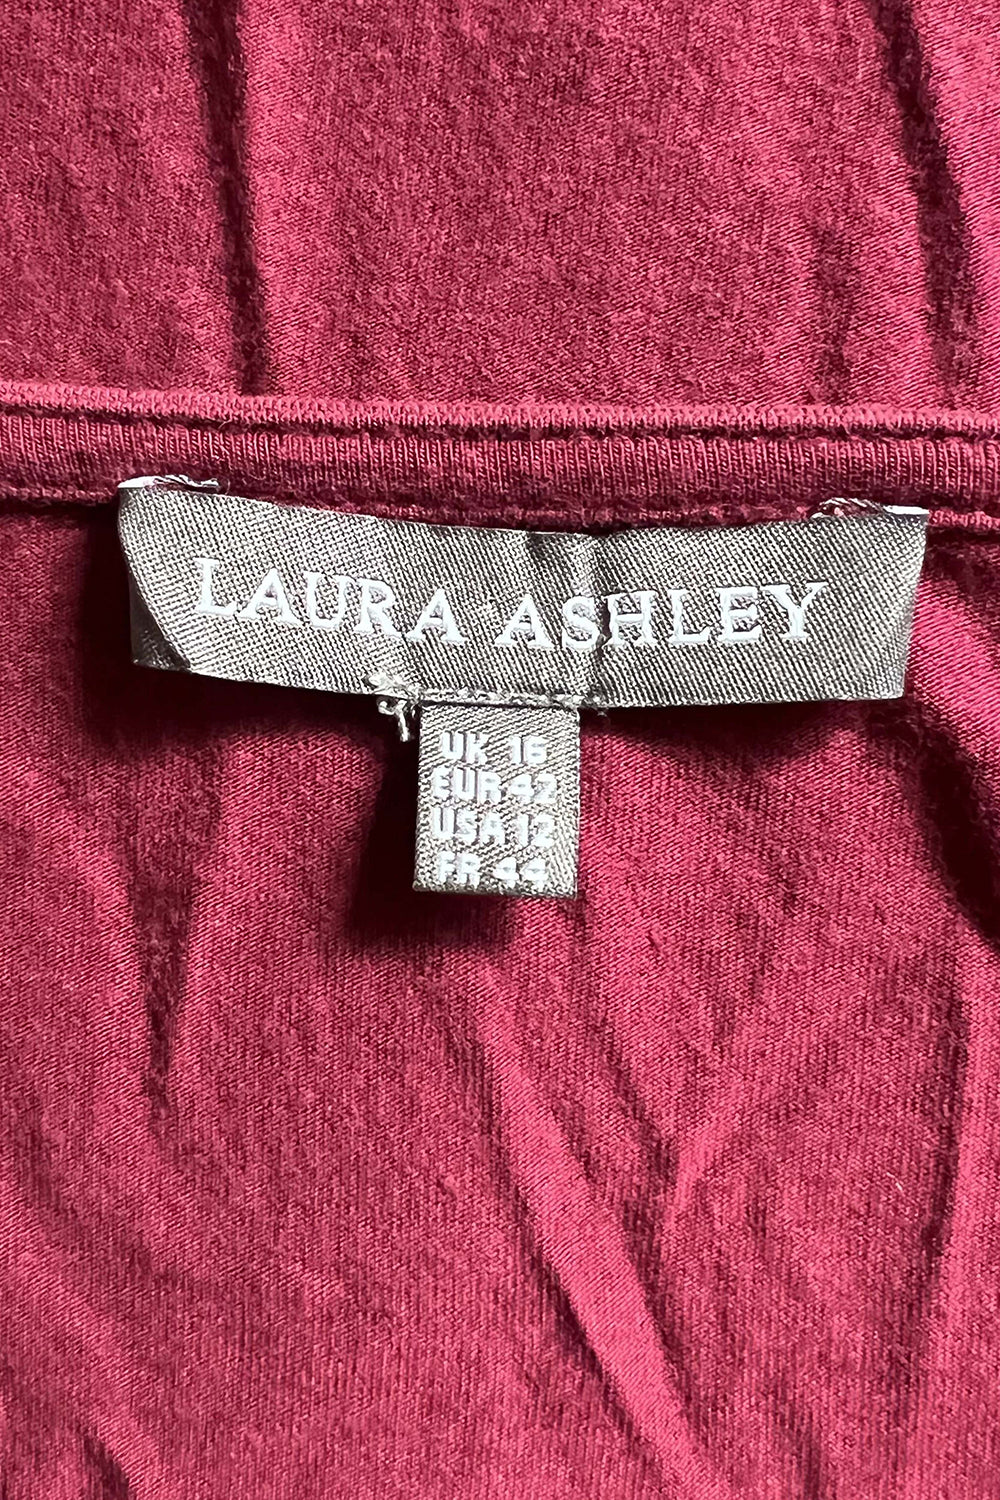 LAURA ASHLEY
UK 16
EUR 42
USA 12
FR 44